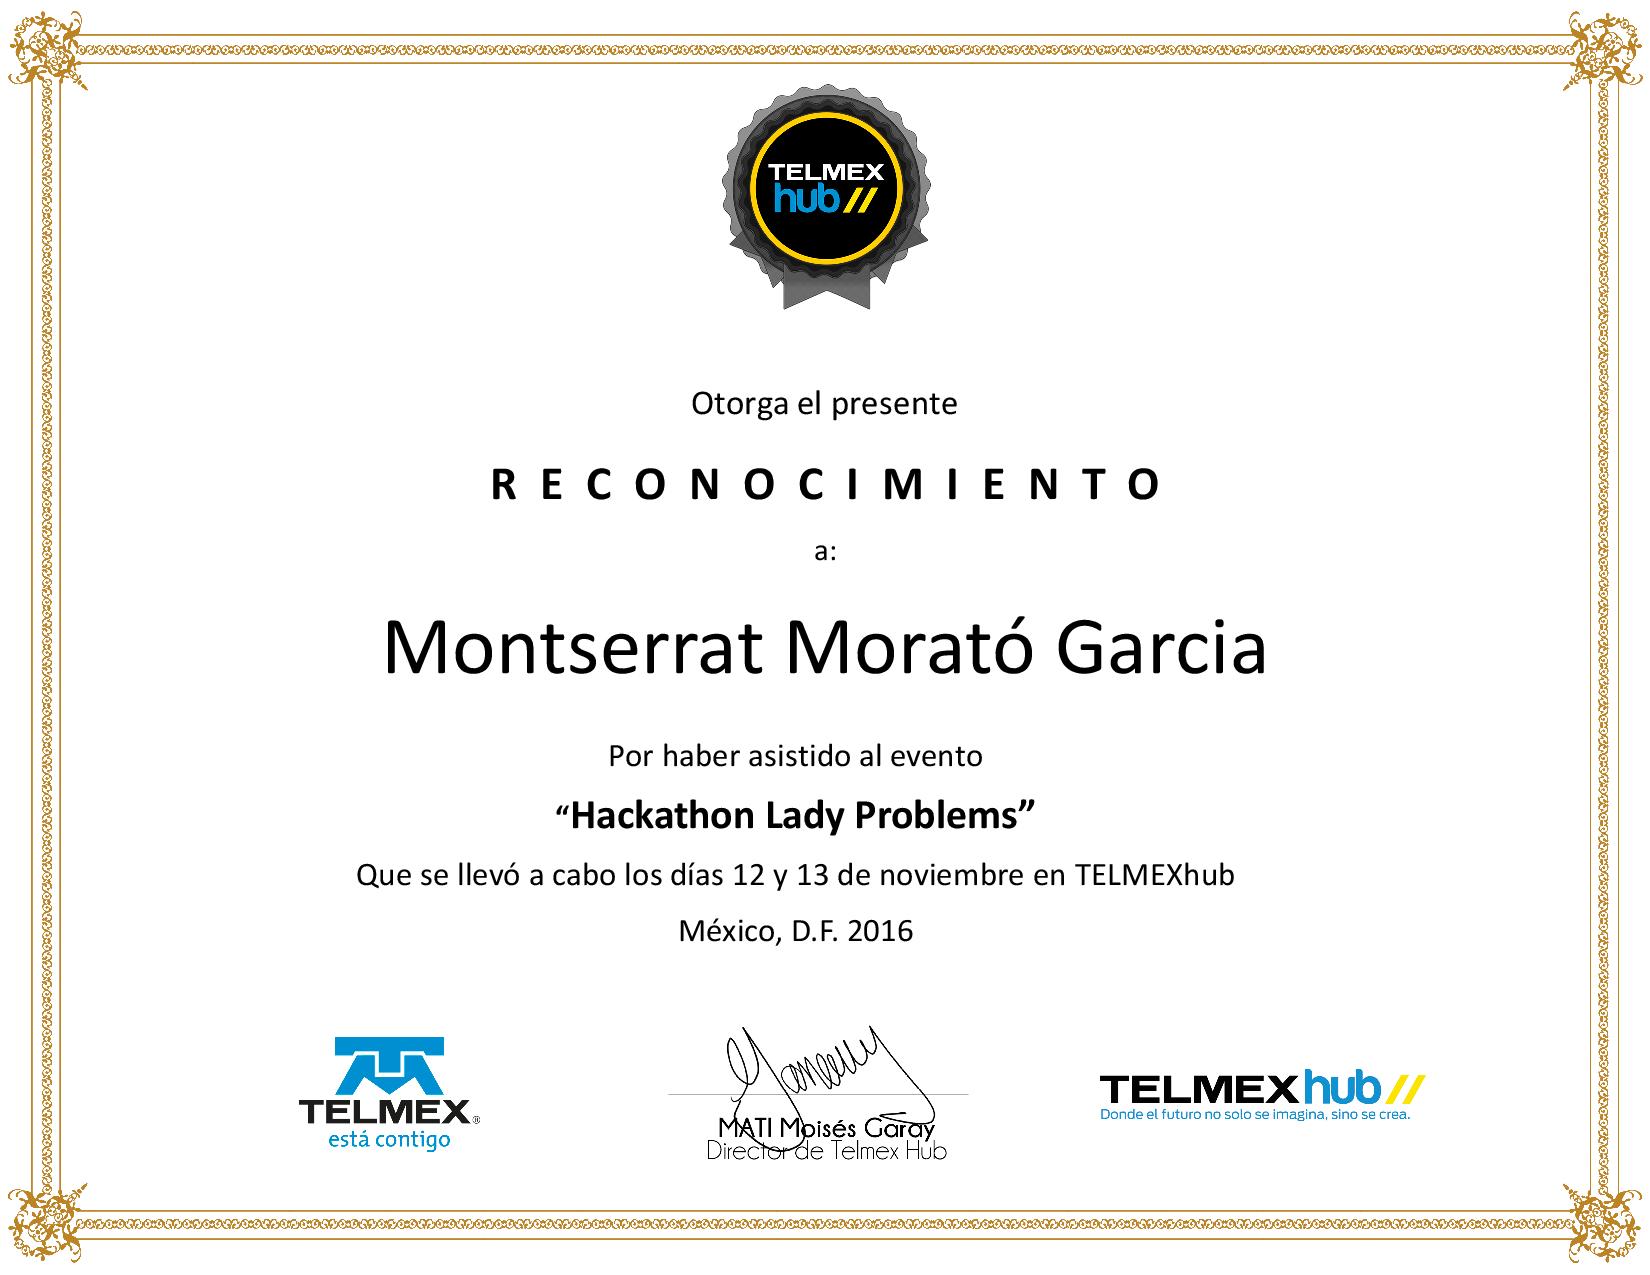 TELMEX
hub//
Otorga el presente
RECONOCIMIENTO
a:
Montserrat Morató Garcia
Por haber asistido al evento
“Hackathon Lady Problems”
Que se llevó a cabo los días 12 y 13 de noviembre en TELMEXhub
México, D.F. 2016
TELMEX®
está contigo
MATI Moisés Garay
Director de Telmex Hub
TELMEXhub//
Donde el futuro no solo se imagina, sino se crea.